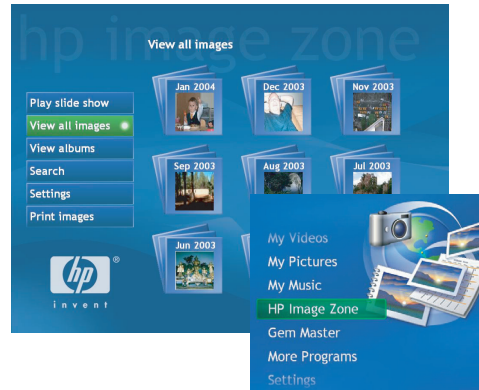 hp image zone
View all images
Play slide show
View all images
View albums
Search
Settings
Print images
Jan 2004
Dec 2003
Nov 2003
Sep 2003
Aug 2003
Jul 2003
Jun 2003
hp
®
invent
My Videos
My Pictures
My Music
HP Image Zone
Gem Master
More Programs
Settings